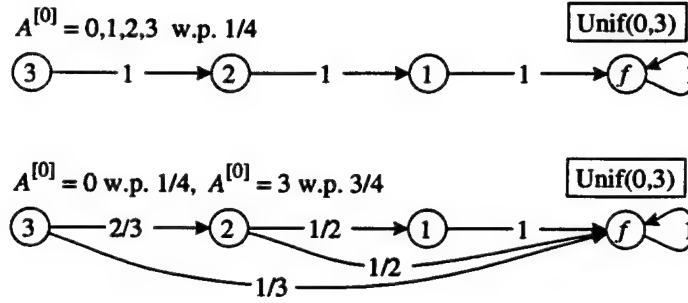 A^[0] = 0,1,2,3 w.p. 1/4
Unif(0,3)
3 1 2 1 1 1 f 1
A^[0] = 0 w.p. 1/4, A^[0] = 3 w.p. 3/4
Unif(0,3)
3 2/3 2 1/2 1 1 f 1
1/2
1/3